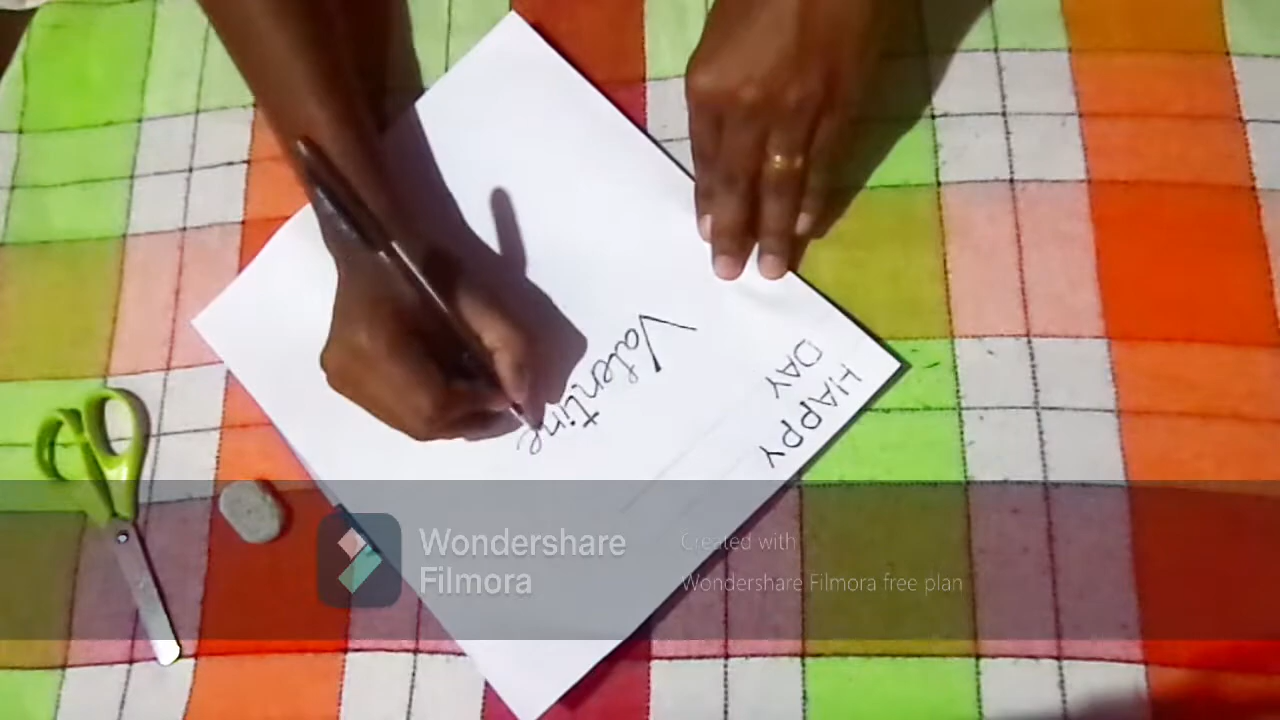 HAPPY
DAY
Valentine
Wondershare
Filmora
Created with
Wondershare Filmora free plan